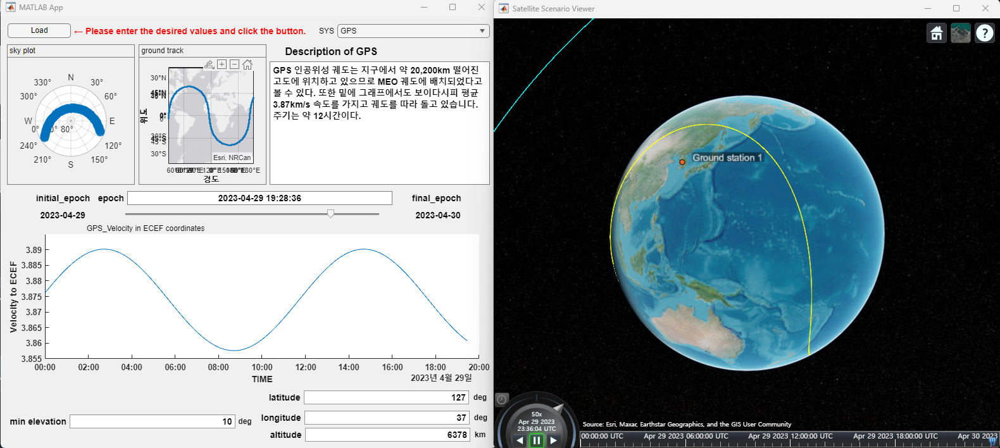 MATLAB App
Load
← Please enter the desired values and click the button.
SYS
GPS
sky plot
N
330°
30°
300°
60°
W
E
0°
80°
240°
120°
210°
150°
S
ground track
30°N
45°N
0°
30°S
45°S
45°S
30°S
위도
Esri, NRCan
경도
Description of GPS
GPS 인공위성 궤도는 지구에서 약 20,200km 떨어진
고도에 위치하고 있으므로 MEO 궤도에 배치되었다고
볼 수 있다. 또한 밑에 그래프에서도 보이다시피 평균
3.87km/s 속도를 가지고 궤도를 따라 돌고 있습니다.
주기는 약 12시간이다.
initial_epoch
epoch
2023-04-29 19:28:36
final_epoch
2023-04-29
2023-04-30
GPS_Velocity in ECEF coordinates
Velocity to ECEF
3.89
3.885
3.88
3.875
3.87
3.865
3.86
3.855
00:00
02:00
04:00
06:00
08:00
10:00
12:00
14:00
16:00
18:00
20:00
TIME
2023년 4월 29일
latitude
127
deg
min elevation
10
deg
longitude
37
deg
altitude
6378
km
Satellite Scenario Viewer
?
Ground station 1
50x
Apr 29 2023
23:36:04 UTC
Source: Esri, Maxar, Earthstar Geographics, and the GIS User Community
00:00:00 UTC
Apr 29 2023 06:00:00 UTC
Apr 29 2023 12:00:00 UTC
Apr 29 2023 18:00:00 UTC
Apr 30 2023